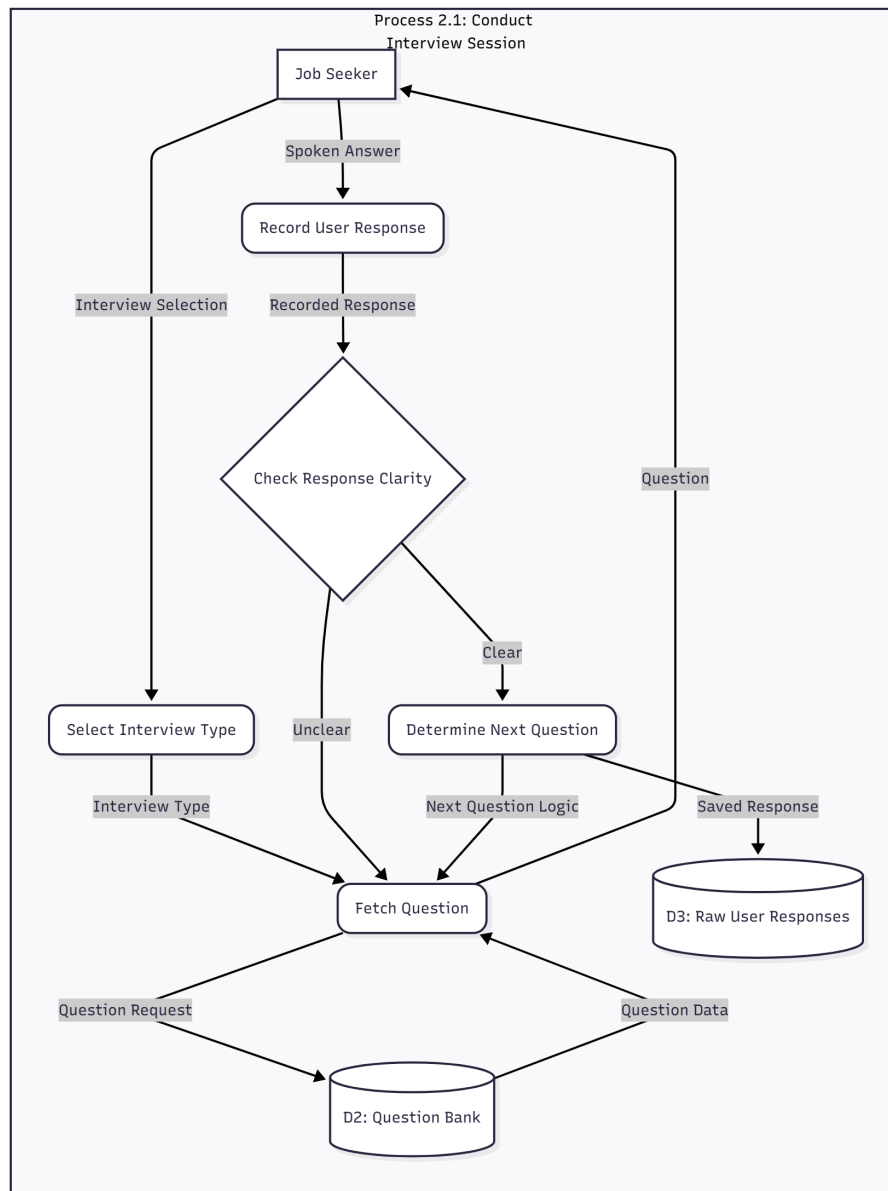 Process 2.1: Conduct
Interview Session
Job Seeker
Spoken Answer
Record User Response
Interview Selection
Recorded Response
Check Response Clarity
Question
Clear
Select Interview Type
Unclear
Determine Next Question
Interview Type
Next Question Logic
Saved Response
Fetch Question
D3: Raw User Responses
Question Request
Question Data
D2: Question Bank